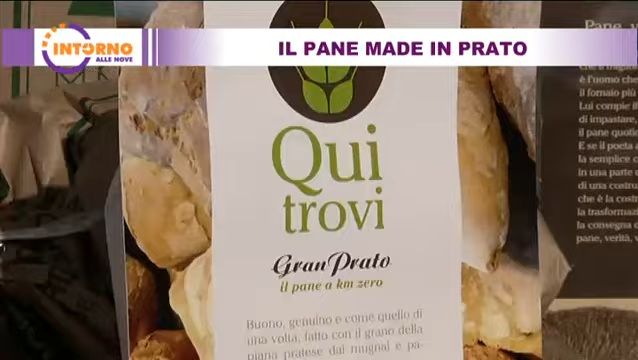 INTORNO
ALLE NOVE
IL PANE MADE IN PRATO
Qui
trovi
GranPrato
il pane a km zero
Buono, genuino e come quello di
una volta, fatto con il grano della
piana pratese dai mugnai e pa-
Pane
è l'uomo che
il fornaio più
Lui compie il
di impastare,
il pane quoti
E se il poeta
la semplice
in una parte
di una costru
che è la costr
la trasforma
la consegna
pane, verità,